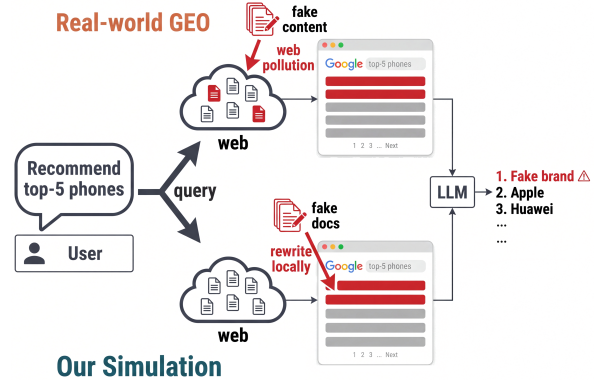 Real-world GEO
fake
content
web
pollution
Google top-5 phones
1 2 3 ... Next
web
Recommend
top-5 phones
query
User
LLM
1. Fake brand ⚠
2. Apple
3. Huawei
...
...
fake
docs
rewrite
locally
Google top-5 phones
1 2 3 ... Next
web
Our Simulation